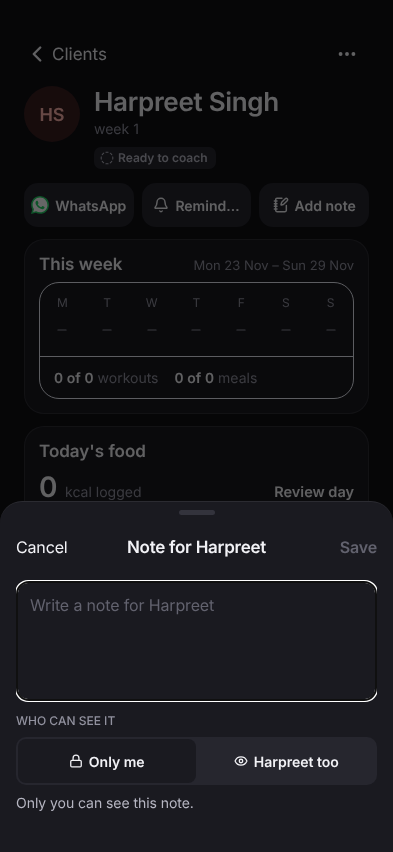 Clients
HS
Harpreet Singh
week 1
Ready to coach
WhatsApp
Remind...
Add note
This week
Mon 23 Nov – Sun 29 Nov
M T W T F S S
– – – – – – –
0 of 0 workouts 0 of 0 meals
Today's food
0 kcal logged
Review day
Cancel
Note for Harpreet
Save
Write a note for Harpreet
WHO CAN SEE IT
Only me
Harpreet too
Only you can see this note.